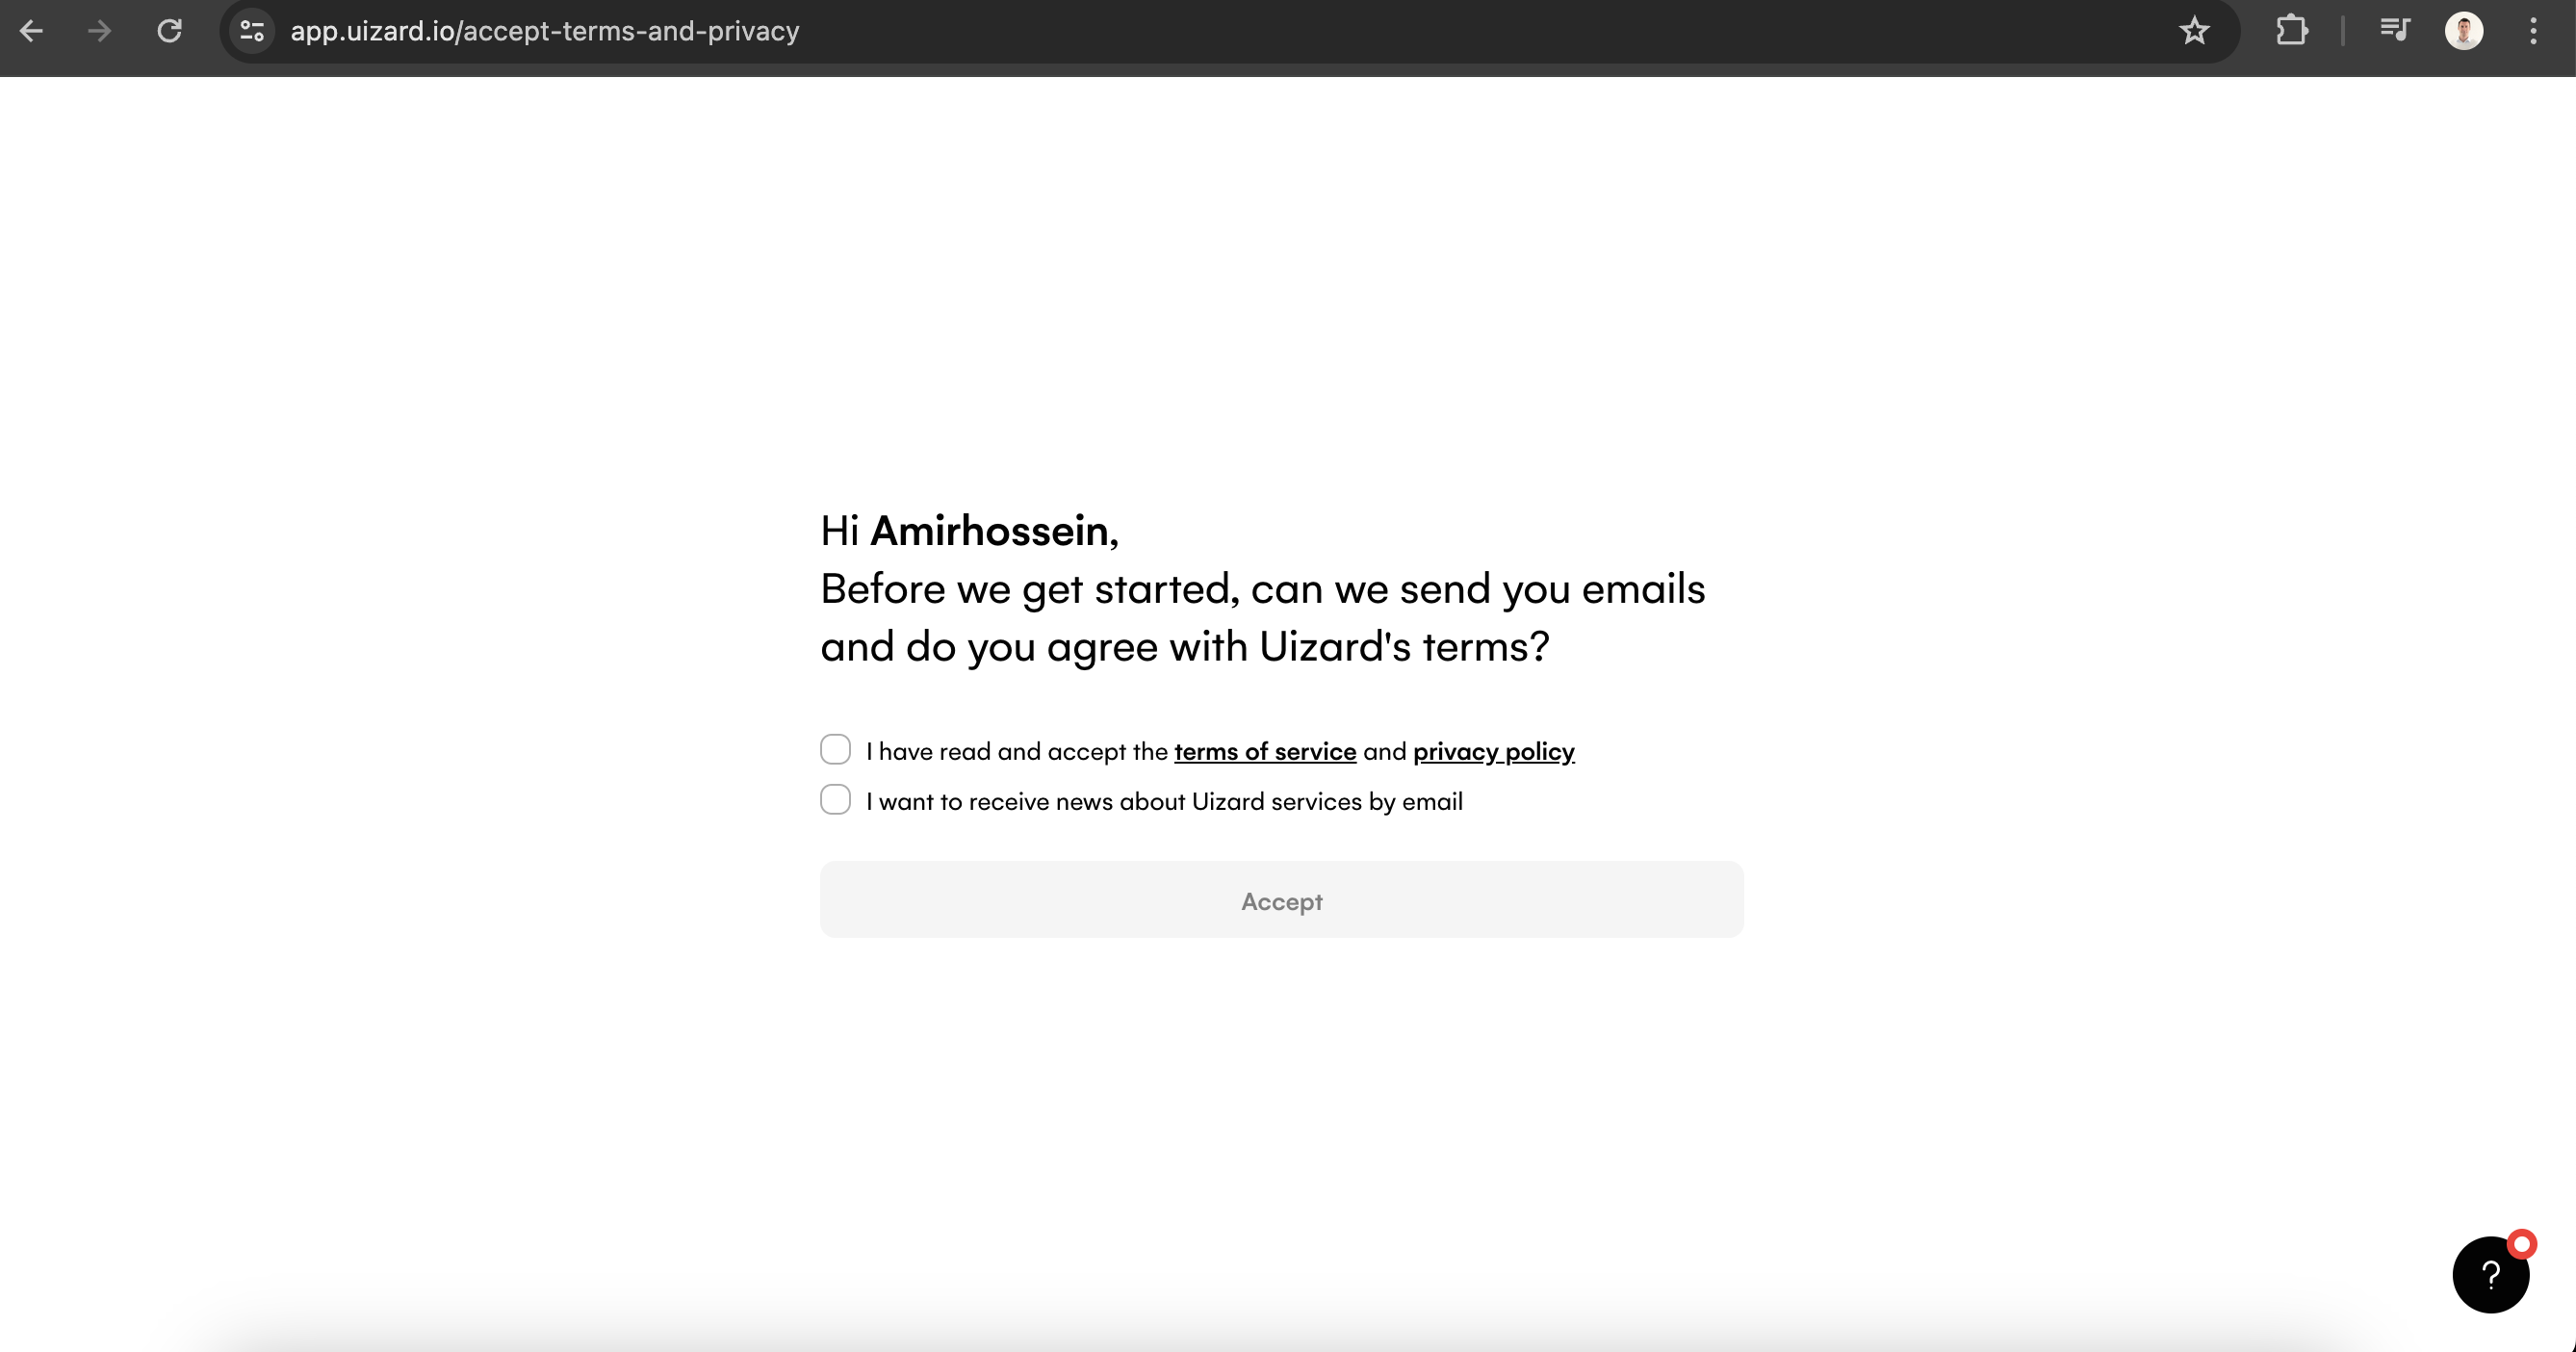 app.uizard.io/accept-terms-and-privacy
Hi Amirhossein,
Before we get started, can we send you emails
and do you agree with Uizard's terms?
I have read and accept the terms of service and privacy policy
I want to receive news about Uizard services by email
Accept
?